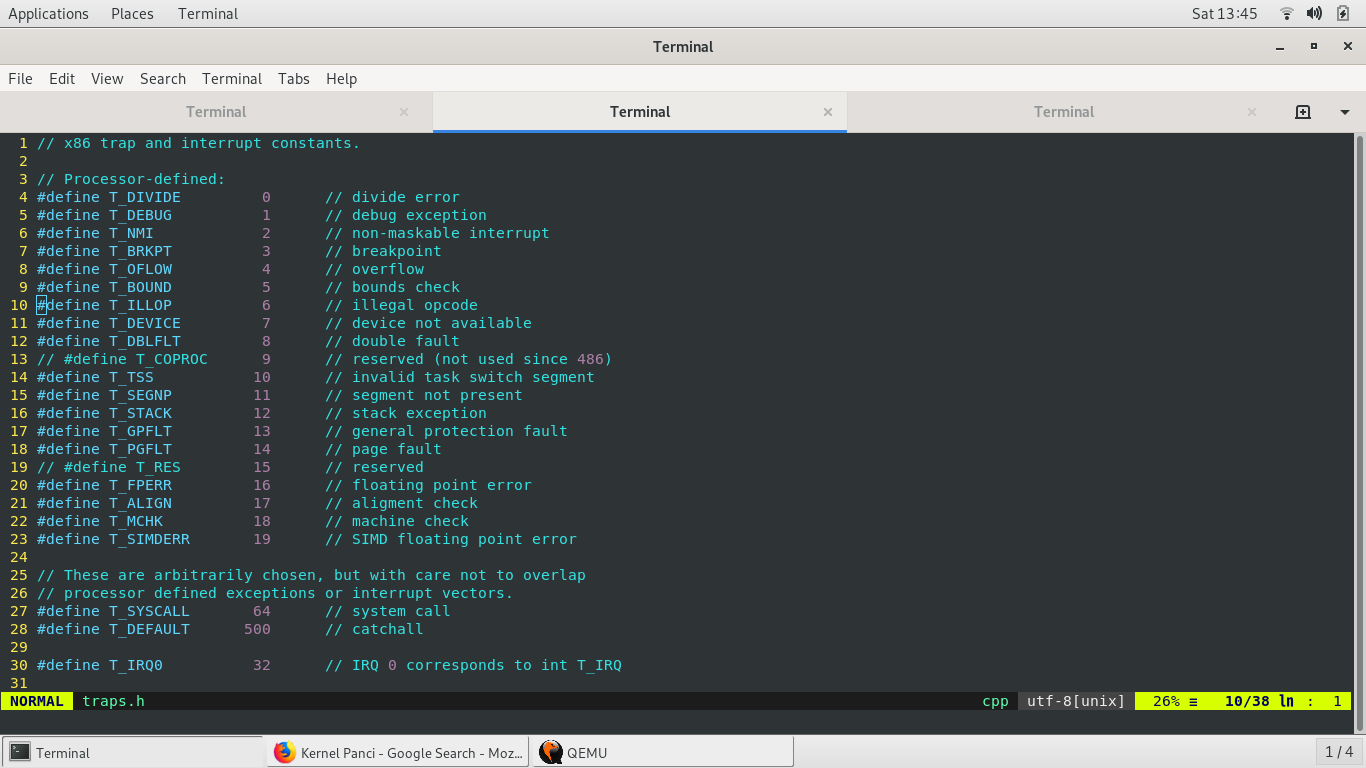 Applications Places Terminal Sat 13:45
Terminal
File Edit View Search Terminal Tabs Help
Terminal × Terminal × Terminal ×
1 // x86 trap and interrupt constants.
2
3 // Processor-defined:
4 #define T_DIVIDE 0 // divide error
5 #define T_DEBUG 1 // debug exception
6 #define T_NMI 2 // non-maskable interrupt
7 #define T_BRKPT 3 // breakpoint
8 #define T_OFLOW 4 // overflow
9 #define T_BOUND 5 // bounds check
10 #define T_ILLOP 6 // illegal opcode
11 #define T_DEVICE 7 // device not available
12 #define T_DBLFLT 8 // double fault
13 // #define T_COPROC 9 // reserved (not used since 486)
14 #define T_TSS 10 // invalid task switch segment
15 #define T_SEGNP 11 // segment not present
16 #define T_STACK 12 // stack exception
17 #define T_GPFLT 13 // general protection fault
18 #define T_PGFLT 14 // page fault
19 // #define T_RES 15 // reserved
20 #define T_FPERR 16 // floating point error
21 #define T_ALIGN 17 // aligment check
22 #define T_MCHK 18 // machine check
23 #define T_SIMDERR 19 // SIMD floating point error
24
25 // These are arbitrarily chosen, but with care not to overlap
26 // processor defined exceptions or interrupt vectors.
27 #define T_SYSCALL 64 // system call
28 #define T_DEFAULT 500 // catchall
29
30 #define T_IRQ0 32 // IRQ 0 corresponds to int T_IRQ
31
NORMAL traps.h cpp utf-8[unix] 26% ≡ 10/38 ln : 1
Terminal Kernel Panci - Google Search - Moz... QEMU 1 / 4